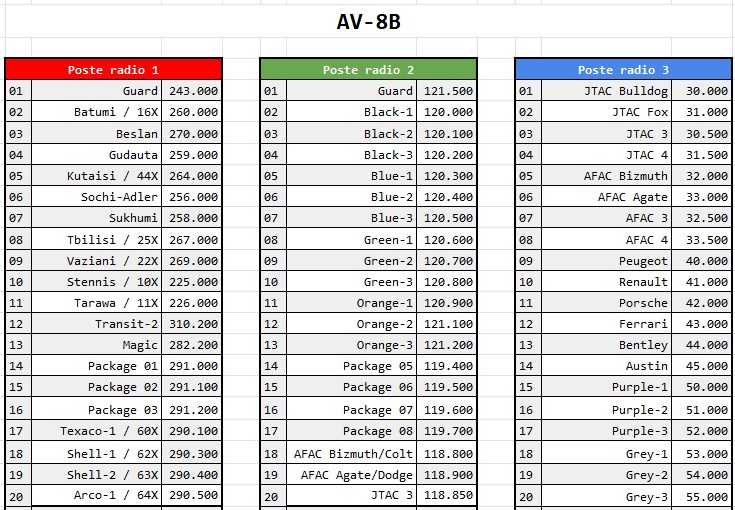 AV-8B
Poste radio 1
01 Guard 243.000
02 Batumi / 16X 260.000
03 Beslan 270.000
04 Gudauta 259.000
05 Kutaisi / 44X 264.000
06 Sochi-Adler 256.000
07 Sukhumi 258.000
08 Tbilisi / 25X 267.000
09 Vaziani / 22X 269.000
10 Stennis / 10X 225.000
11 Tarawa / 11X 226.000
12 Transit-2 310.200
13 Magic 282.200
14 Package 01 291.000
15 Package 02 291.100
16 Package 03 291.200
17 Texaco-1 / 60X 290.100
18 Shell-1 / 62X 290.300
19 Shell-2 / 63X 290.400
20 Arco-1 / 64X 290.500
Poste radio 2
01 Guard 121.500
02 Black-1 120.000
03 Black-2 120.100
04 Black-3 120.200
05 Blue-1 120.300
06 Blue-2 120.400
07 Blue-3 120.500
08 Green-1 120.600
09 Green-2 120.700
10 Green-3 120.800
11 Orange-1 120.900
12 Orange-2 121.100
13 Orange-3 121.200
14 Package 05 119.400
15 Package 06 119.500
16 Package 07 119.600
17 Package 08 119.700
18 AFAC Bizmuth/Colt 118.800
19 AFAC Agate/Dodge 118.900
20 JTAC 3 118.850
Poste radio 3
01 JTAC Bulldog 30.000
02 JTAC Fox 31.000
03 JTAC 3 30.500
04 JTAC 4 31.500
05 AFAC Bizmuth 32.000
06 AFAC Agate 33.000
07 AFAC 3 32.500
08 AFAC 4 33.500
09 Peugeot 40.000
10 Renault 41.000
11 Porsche 42.000
12 Ferrari 43.000
13 Bentley 44.000
14 Austin 45.000
15 Purple-1 50.000
16 Purple-2 51.000
17 Purple-3 52.000
18 Grey-1 53.000
19 Grey-2 54.000
20 Grey-3 55.000